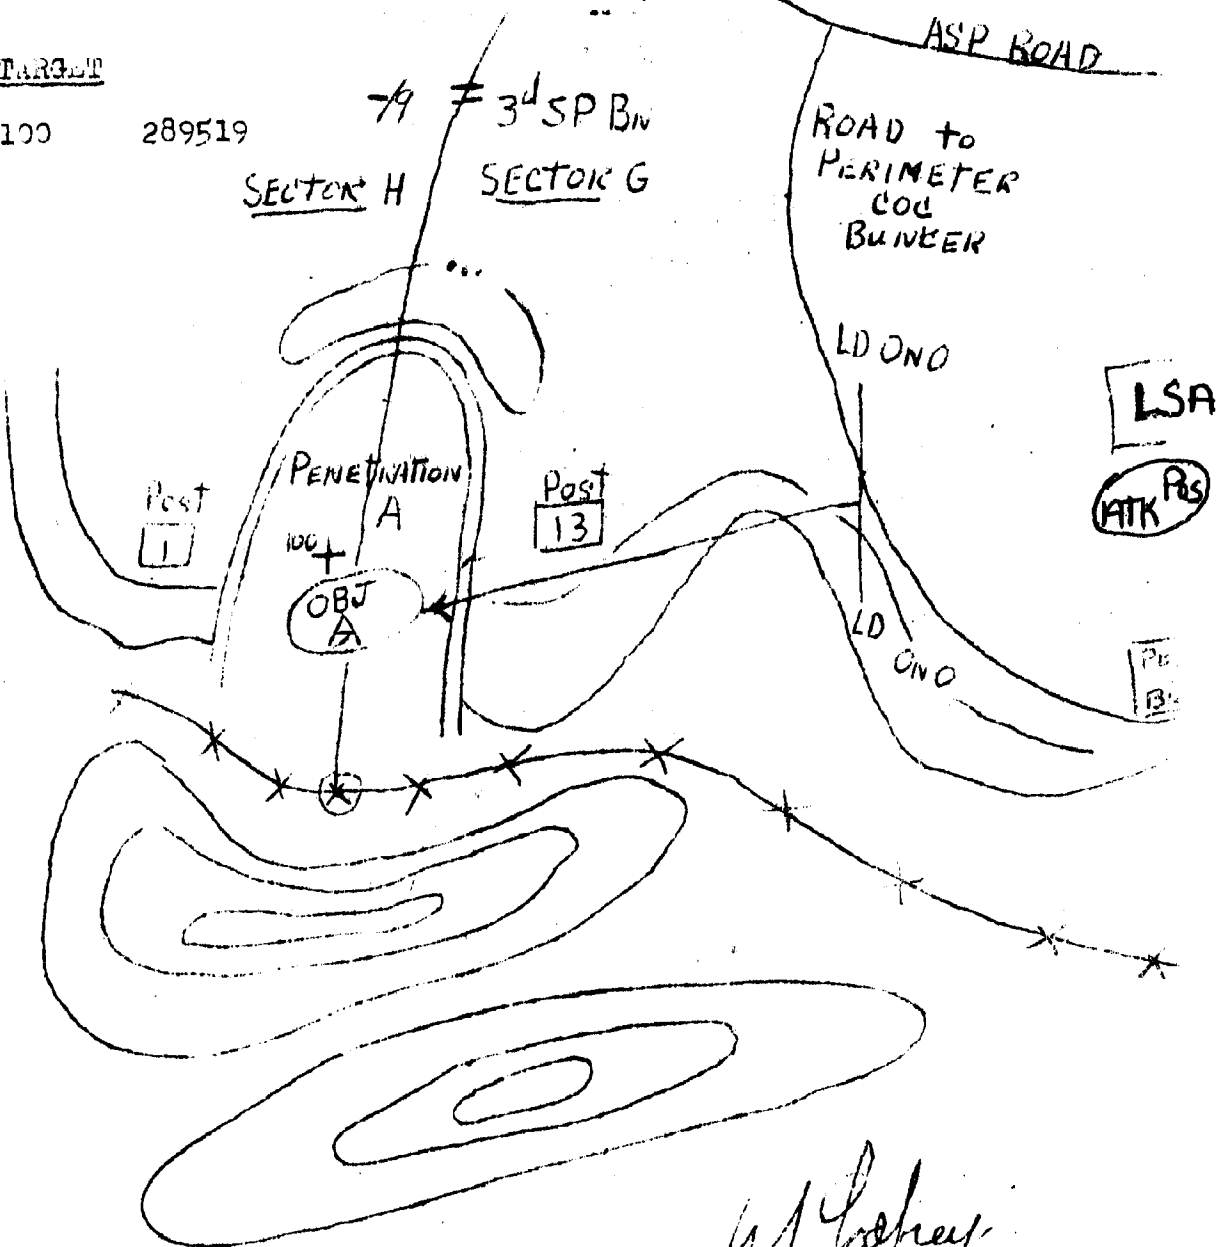 ASP ROAD
TARGET
100 289519
-/9 3d SP BN
SECTOR H
SECTOR G
ROAD to
PERIMETER
COC
BUNKER
LD ONO
LSA
PENETRATION
A
Post
1
Post
13
ATK Pos
100
OBJ
A
LD
ONO